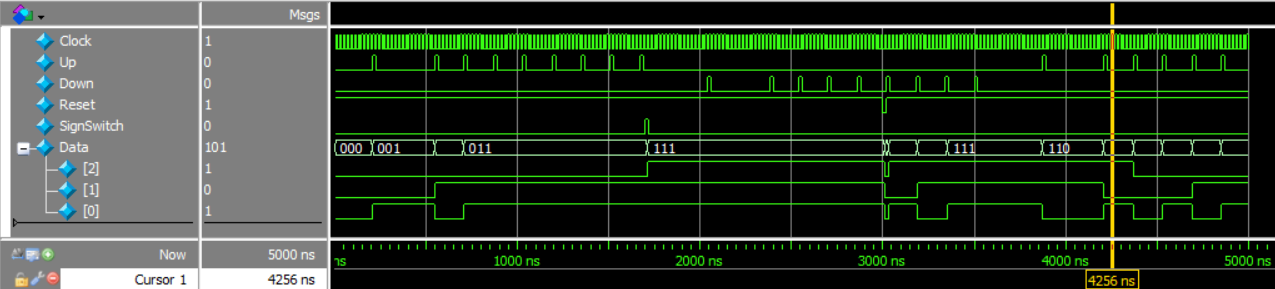 Msgs
Clock 1
Up 0
Down 0
Reset 1
SignSwitch 0
Data 101 000 001 011 111 111 110
[2] 1
[1] 0
[0] 1
Now 5000 ns ns 1000 ns 2000 ns 3000 ns 4000 ns 5000 ns
Cursor 1 4256 ns 4256 ns